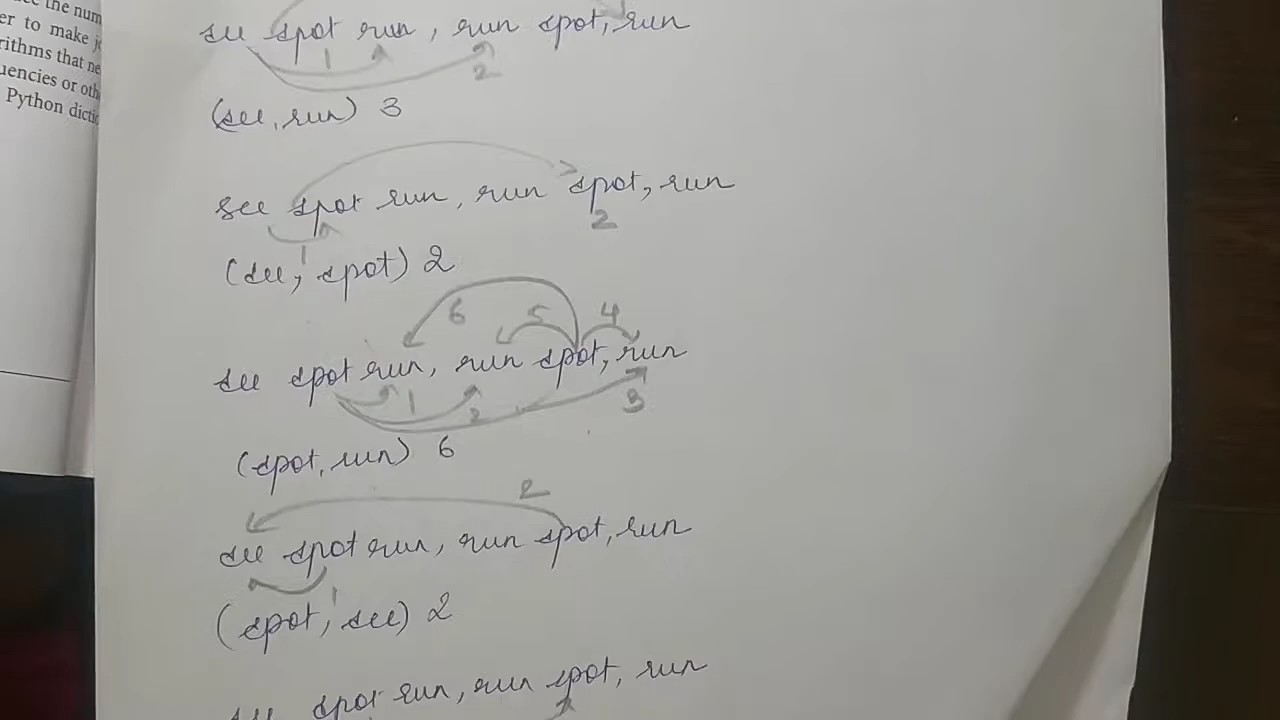 the num
er to make j
rithms that ne
uencies or oth
Python dictio
see spot run, run spot, run
1 2
(see, run) 3
see spot run, run spot, run
1 2
(see, spot) 2
6 5 4
see spot run, run spot, run
1 2 3
(spot, run) 6
2
see spot run, run spot, run
1
(spot, see) 2
see spot run, run spot, run